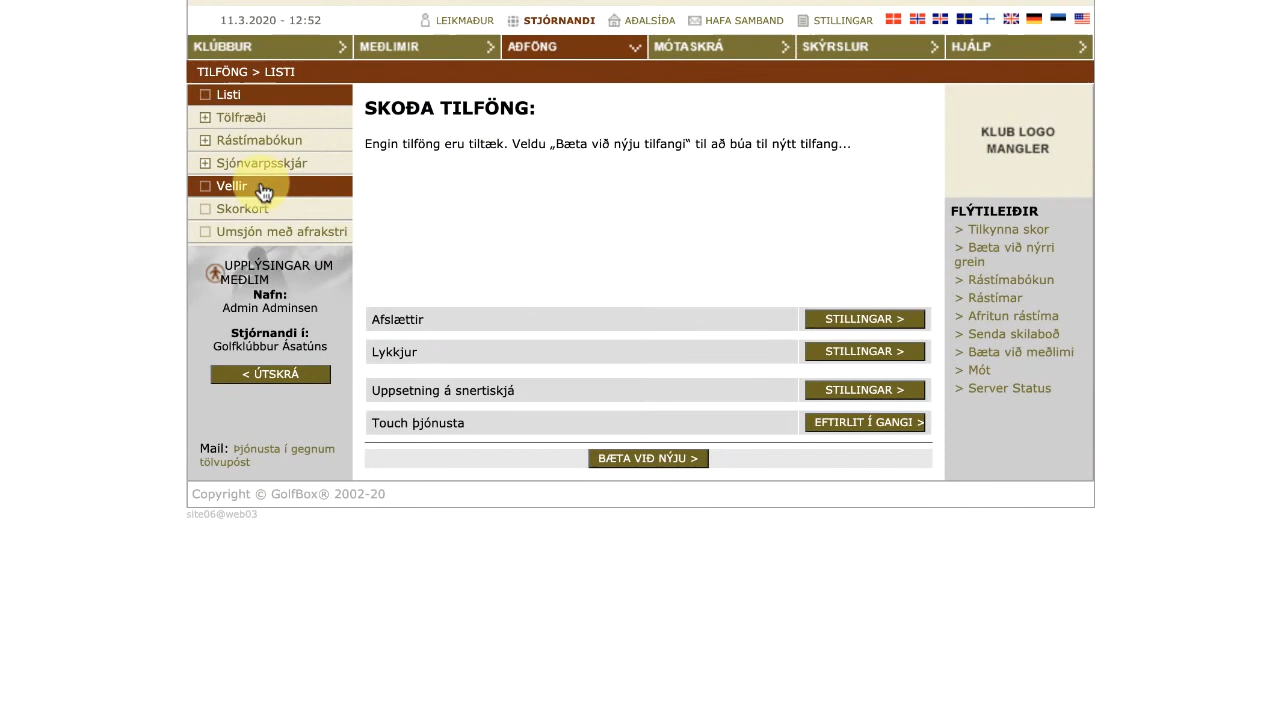 11.3.2020 - 12:52
LEIKMAÐUR STJÓRNANDI AÐALSÍÐA HAFA SAMBAND STILLINGAR
KLÚBBUR MEÐLIMIR AÐFÖNG MÓTASKRÁ SKÝRSLUR HJÁLP
TILFÖNG > LISTI
Listi
Tölfræði
Rástímabókun
Sjónvarpsskjár
Vellir
Skorkort
Umsjón með afrakstri
UPPLÝSINGAR UM
MEÐLIM
Nafn:
Admin Adminsen
Stjórnandi í:
Golfklúbbur Ásatúns
< ÚTSKRÁ
Mail: Þjónusta í gegnum
tölvupóst
SKOÐA TILFÖNG:
Engin tilföng eru tiltæk. Veldu „Bæta við nýju tilfangi“ til að búa til nýtt tilfang...
Afslættir STILLINGAR >
Lykkjur STILLINGAR >
Uppsetning á snertiskjá STILLINGAR >
Touch þjónusta EFTIRLIT Í GANGI >
BÆTA VIÐ NÝJU >
KLUB LOGO
MANGLER
FLÝTILEIÐIR
> Tilkynna skor
> Bæta við nýrri
grein
> Rástímabókun
> Rástímar
> Afritun rástíma
> Senda skilaboð
> Bæta við meðlimi
> Mót
> Server Status
Copyright © GolfBox® 2002-20
site06@web03